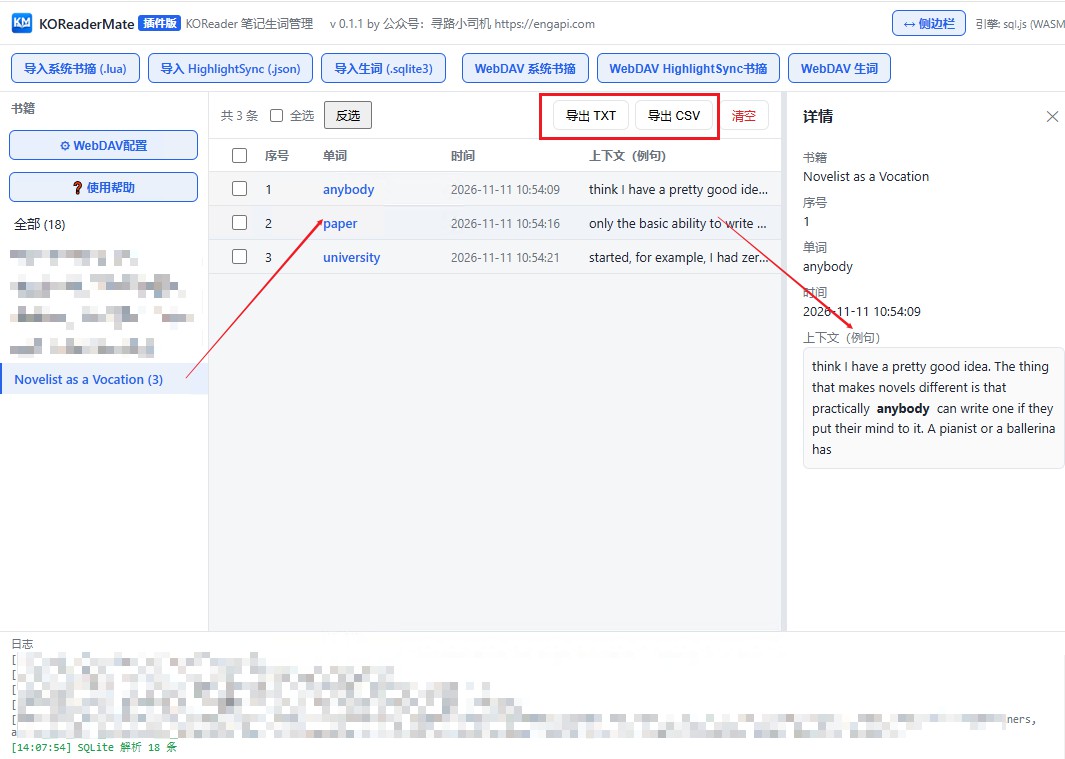 KM KOReaderMate 插件版 KOReader 笔记生词管理 v 0.1.1 by 公众号：寻路小司机 https://engapi.com ↔ 侧边栏 引擎: sql.js (WASM
导入系统书摘 (.lua) 导入 HighlightSync (.json) 导入生词 (.sqlite3) WebDAV 系统书摘 WebDAV HighlightSync书摘 WebDAV 生词
书籍
⚙ WebDAV配置
❓ 使用帮助
全部 (18)
Novelist as a Vocation (3)
共 3 条 全选 反选 导出 TXT 导出 CSV 清空
序号 单词 时间 上下文（例句）
1 anybody 2026-11-11 10:54:09 think I have a pretty good ide...
2 paper 2026-11-11 10:54:16 only the basic ability to write ...
3 university 2026-11-11 10:54:21 started, for example, I had zer...
详情
书籍
Novelist as a Vocation
序号
1
单词
anybody
时间
2026-11-11 10:54:09
上下文（例句）
think I have a pretty good idea. The thing
that makes novels different is that
practically anybody can write one if they
put their mind to it. A pianist or a ballerina
has
日志
[
[
[
[
[ ners,
a
[14:07:54] SQLite 解析 18 条